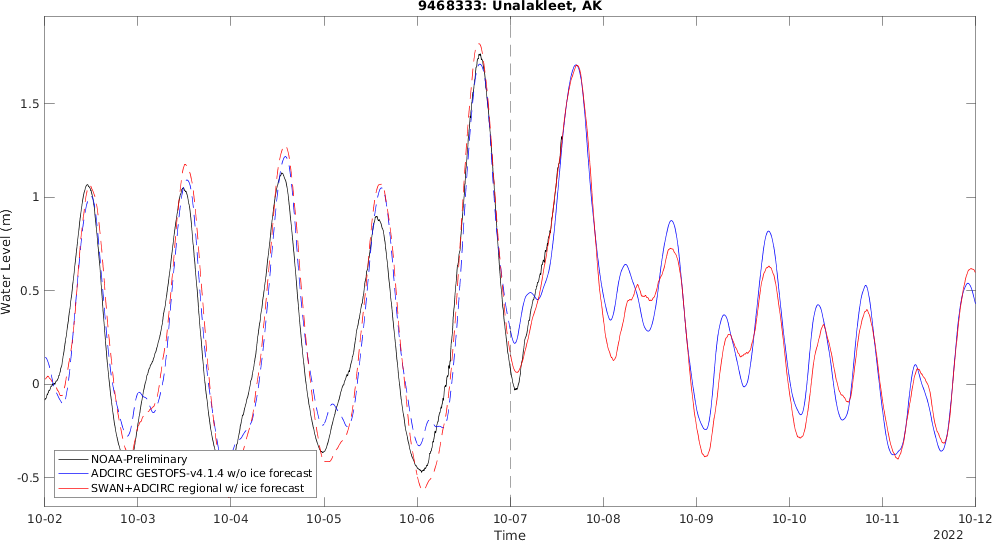 9468333: Unalakleet, AK
Water Level (m)
1.5
1
0.5
0
-0.5
NOAA-Preliminary
ADCIRC GESTOFS-v4.1.4 w/o ice forecast
SWAN+ADCIRC regional w/ ice forecast
10-02 10-03 10-04 10-05 10-06 10-07 10-08 10-09 10-10 10-11 10-12
Time
2022